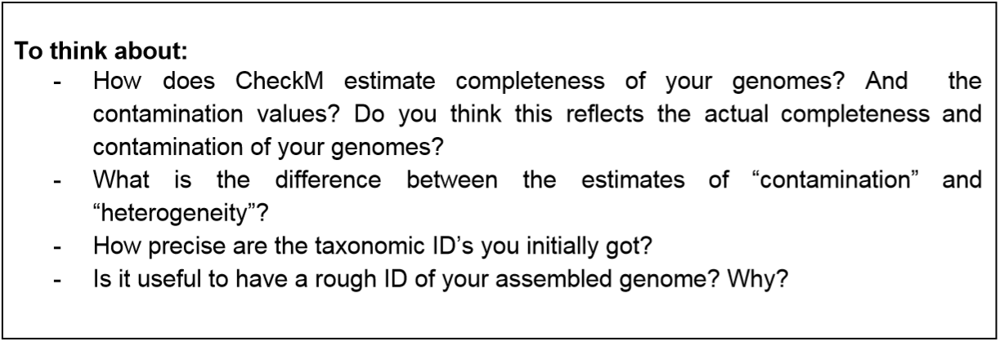 To think about:
- How does CheckM estimate completeness of your genomes? And the
contamination values? Do you think this reflects the actual completeness and
contamination of your genomes?
- What is the difference between the estimates of “contamination” and
“heterogeneity”?
- How precise are the taxonomic ID’s you initially got?
- Is it useful to have a rough ID of your assembled genome? Why?